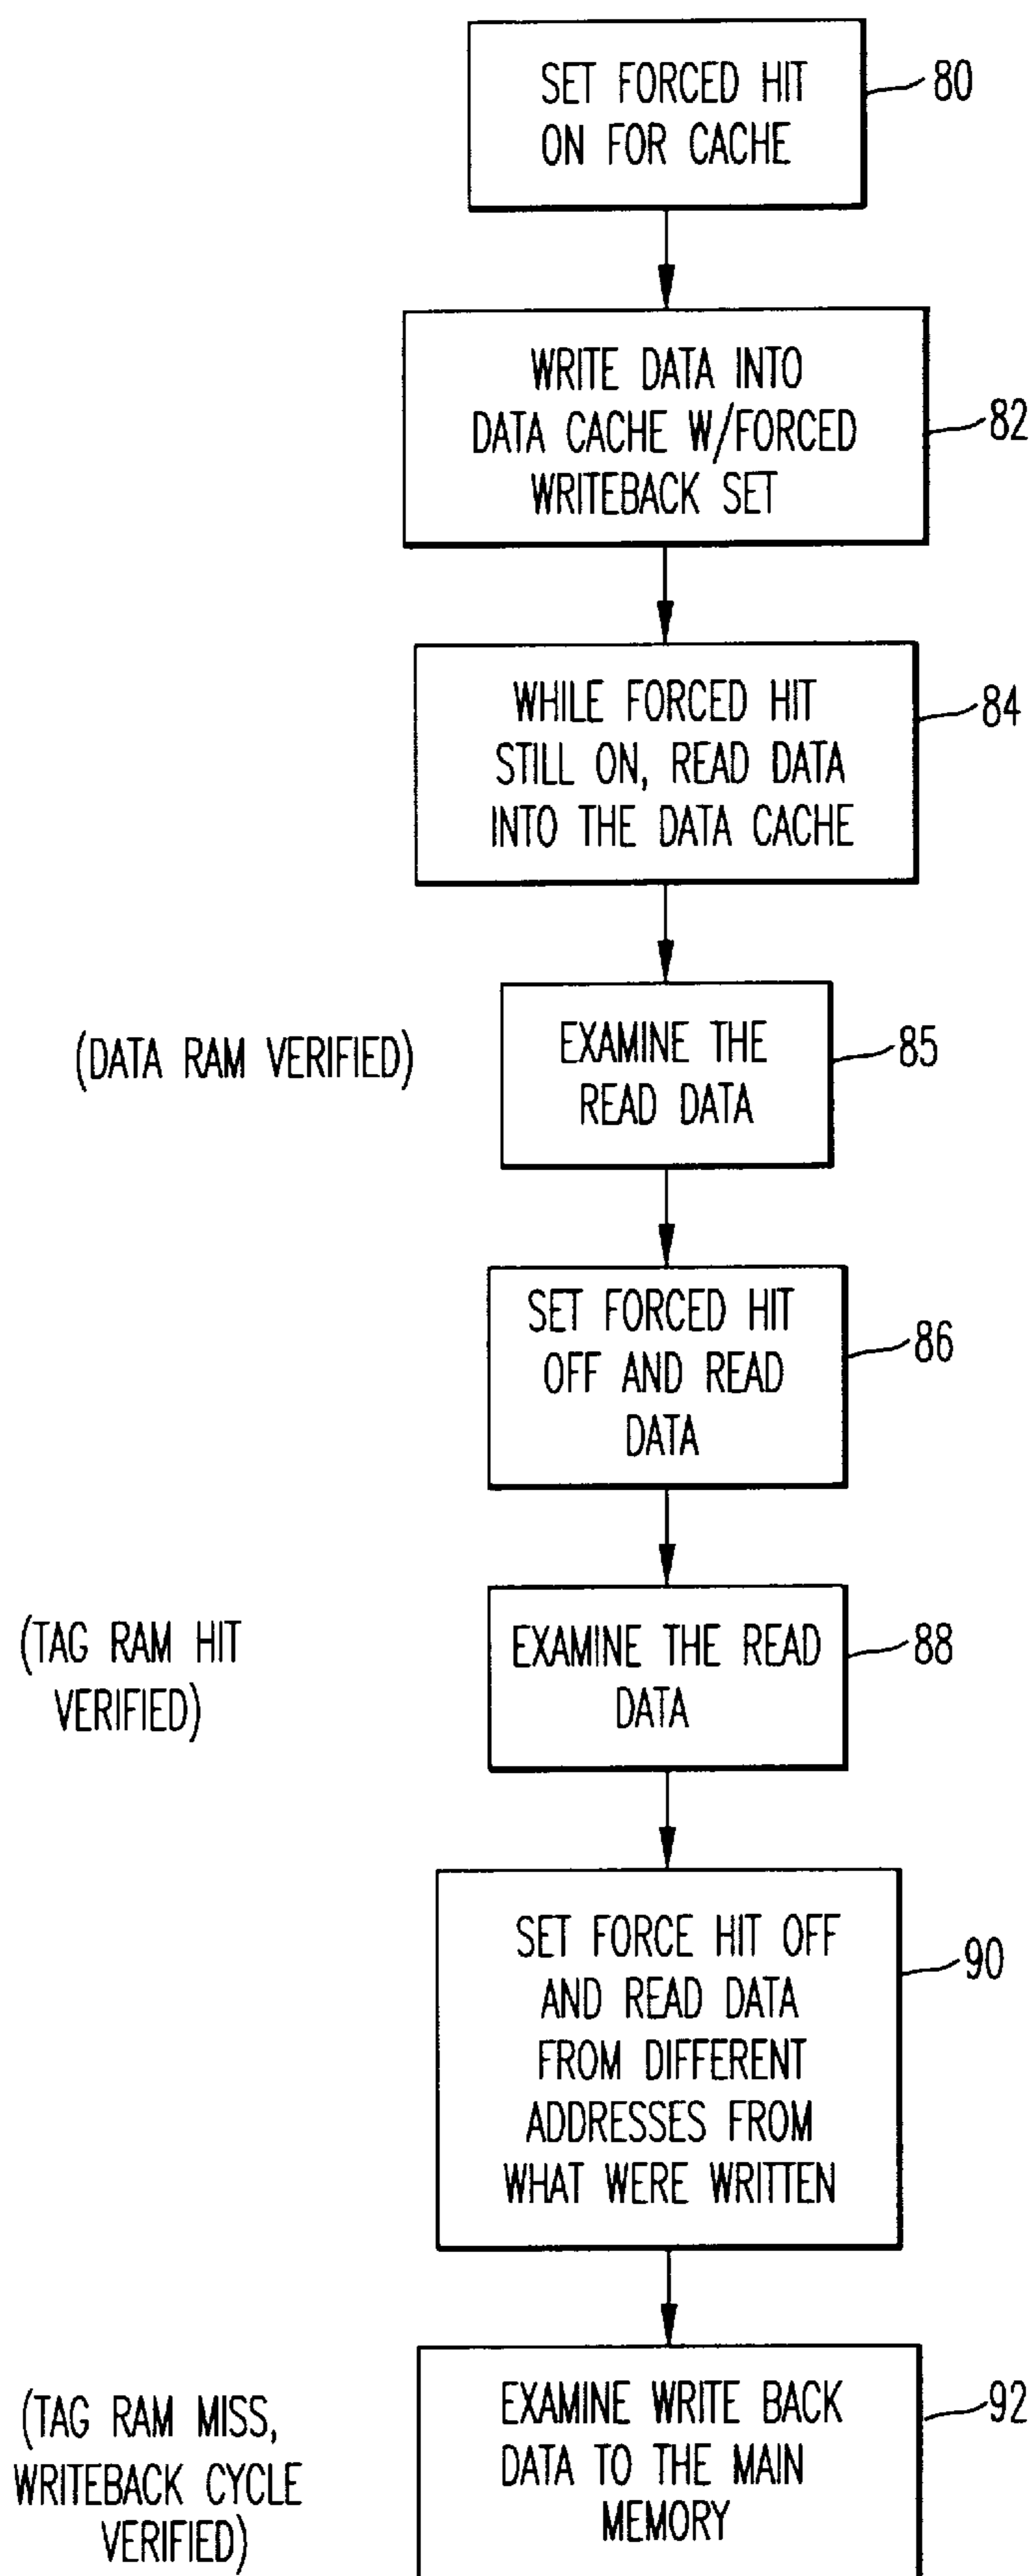 SET FORCED HIT
ON FOR CACHE
80
WRITE DATA INTO
DATA CACHE W/FORCED
WRITEBACK SET
82
WHILE FORCED HIT
STILL ON, READ DATA
INTO THE DATA CACHE
84
(DATA RAM VERIFIED)
EXAMINE THE
READ DATA
85
SET FORCED HIT
OFF AND READ
DATA
86
(TAG RAM HIT
VERIFIED)
EXAMINE THE READ
DATA
88
SET FORCE HIT OFF
AND READ DATA
FROM DIFFERENT
ADDRESSES FROM
WHAT WERE WRITTEN
90
(TAG RAM MISS,
WRITEBACK CYCLE
VERIFIED)
EXAMINE WRITE BACK
DATA TO THE MAIN
MEMORY
92